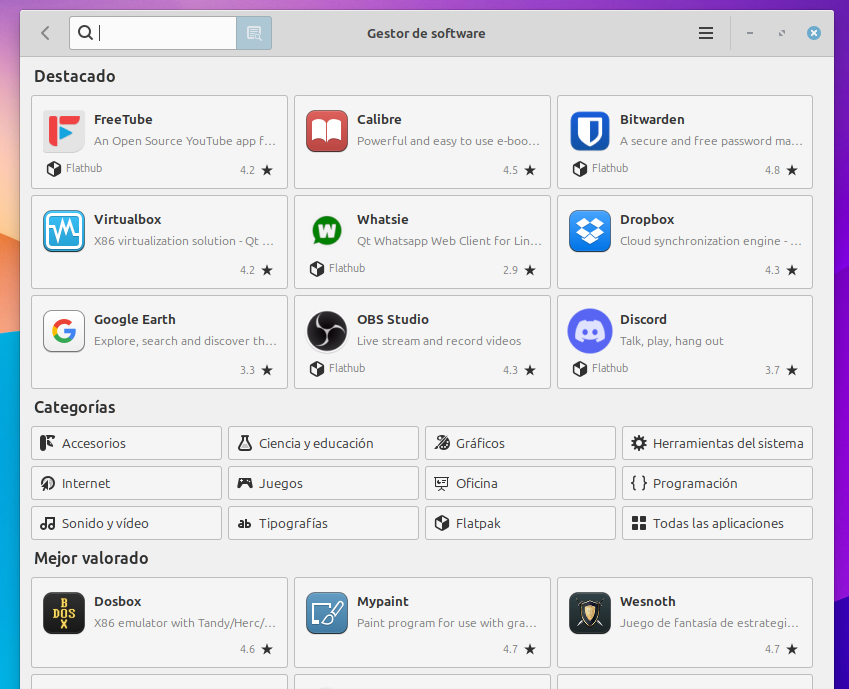 Gestor de software
Destacado
FreeTube
An Open Source YouTube app f...
Flathub
4.2 ★
Calibre
Powerful and easy to use e-boo...
4.5 ★
Bitwarden
A secure and free password ma...
Flathub
4.8 ★
Virtualbox
X86 virtualization solution - Qt ...
4.2 ★
W
Whatsie
Qt Whatsapp Web Client for Lin...
Flathub
2.9 ★
Dropbox
Cloud synchronization engine - ...
4.3 ★
G
Google Earth
Explore, search and discover th...
3.3 ★
OBS Studio
Live stream and record videos
Flathub
4.3 ★
Discord
Talk, play, hang out
Flathub
3.7 ★
Categorías
Accesorios
Ciencia y educación
Gráficos
Herramientas del sistema
Internet
Juegos
Oficina
{ } Programación
Sonido y vídeo
ab Tipografías
Flatpak
Todas las aplicaciones
Mejor valorado
B
DOS
X
Dosbox
X86 emulator with Tandy/Herc/...
4.6 ★
Mypaint
Paint program for use with gra...
4.7 ★
Wesnoth
Juego de fantasía de estrategi...
4.7 ★